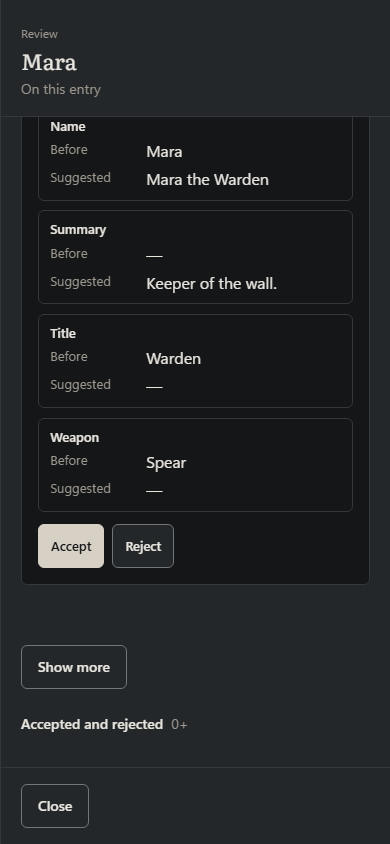 Review
Mara
On this entry
Name
Before Mara
Suggested Mara the Warden
Summary
Before —
Suggested Keeper of the wall.
Title
Before Warden
Suggested —
Weapon
Before Spear
Suggested —
Accept Reject
Show more
Accepted and rejected 0+
Close